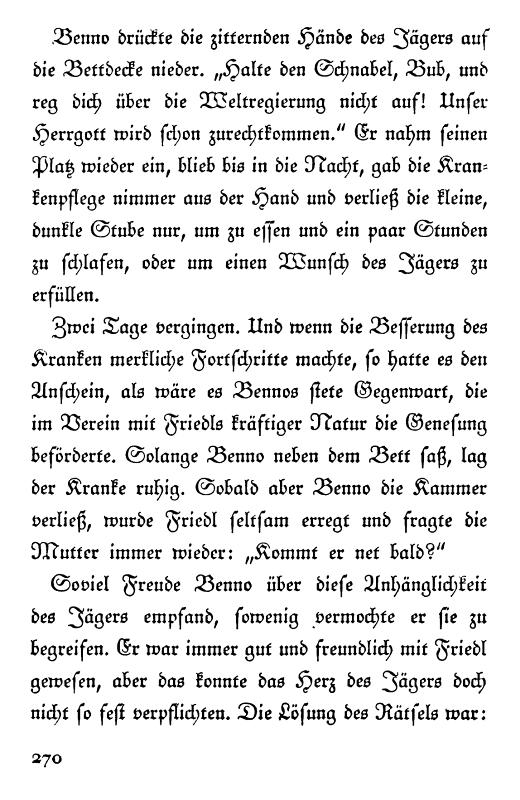 Benno drückte die zitternden Hände des Jägers auf
die Bettdecke nieder. „Halte den Schnabel, Bub, und
reg dich über die Weltregierung nicht auf! Unser
Herrgott wird schon zurechtkommen.“ Er nahm seinen
Platz wieder ein, blieb bis in die Nacht, gab die Kran-
kenpflege nimmer aus der Hand und verließ die kleine,
dunkle Stube nur, um zu essen und ein paar Stunden
zu schlafen, oder um einen Wunsch des Jägers zu
erfüllen.
Zwei Tage vergingen. Und wenn die Besserung des
Kranken merkliche Fortschritte machte, so hatte es den
Anschein, als wäre es Bennos stete Gegenwart, die
im Verein mit Friedls kräftiger Natur die Genesung
beförderte. Solange Benno neben dem Bett saß, lag
der Kranke ruhig. Sobald aber Benno die Kammer
verließ, wurde Friedl seltsam erregt und fragte die
Mutter immer wieder: „Kommt er net bald?“
Soviel Freude Benno über diese Anhänglichkeit
des Jägers empfand, sowenig vermochte er sie zu
begreifen. Er war immer gut und freundlich mit Friedl
gewesen, aber das konnte das Herz des Jägers doch
nicht so fest verpflichten. Die Lösung des Rätsels war:
270